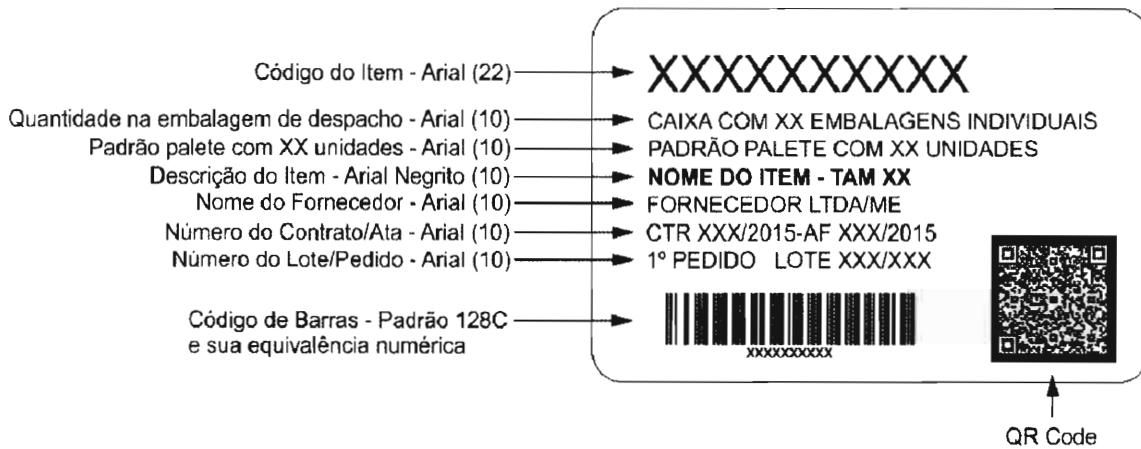 Código do Item - Arial (22)
XXXXXXXXXX
Quantidade na embalagem de despacho - Arial (10)
CAIXA COM XX EMBALAGENS INDIVIDUAIS
Padrão palete com XX unidades - Arial (10)
PADRÃO PALETE COM XX UNIDADES
Descrição do Item - Arial Negrito (10)
NOME DO ITEM - TAM XX
Nome do Fornecedor - Arial (10)
FORNECEDOR LTDA/ME
Número do Contrato/Ata - Arial (10)
CTR XXX/2015-AF XXX/2015
Número do Lote/Pedido - Arial (10)
1º PEDIDO LOTE XXX/XXX
Código de Barras - Padrão 128C
e sua equivalência numérica
XXXXXXXXXX
QR Code